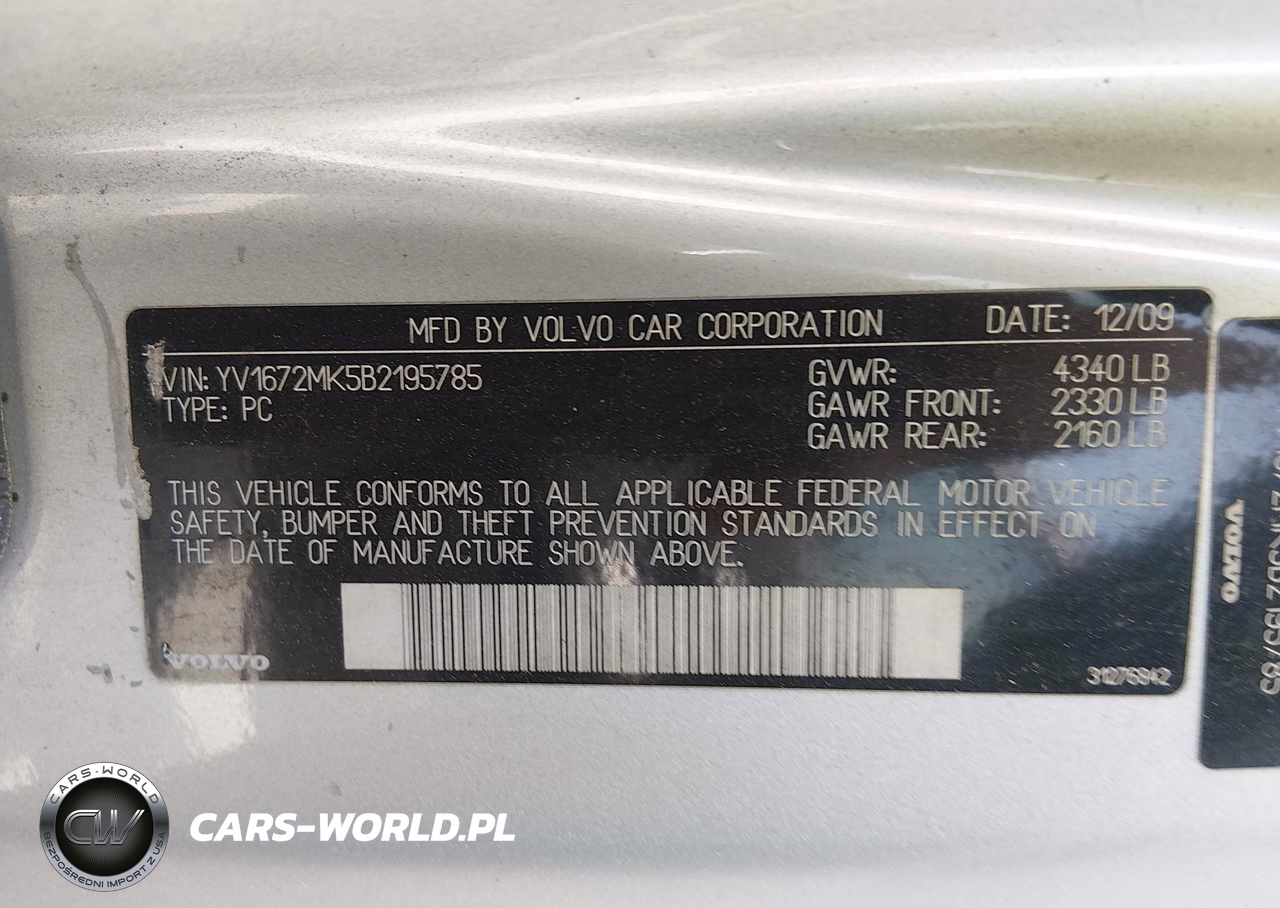 MFD BY VOLVO CAR CORPORATION DATE: 12/09
VIN: YV1672MK5B2195785 GVWR: 4340 LB
TYPE: PC GAWR FRONT: 2330 LB
GAWR REAR: 2160 LB
THIS VEHICLE CONFORMS TO ALL APPLICABLE FEDERAL MOTOR VEHICLE
SAFETY, BUMPER AND THEFT PREVENTION STANDARDS IN EFFECT ON
THE DATE OF MANUFACTURE SHOWN ABOVE.
VOLVO
VOLVO
CARS-WORLD
CW
BEZPOŚREDNI IMPORT Z USA
CARS-WORLD.PL